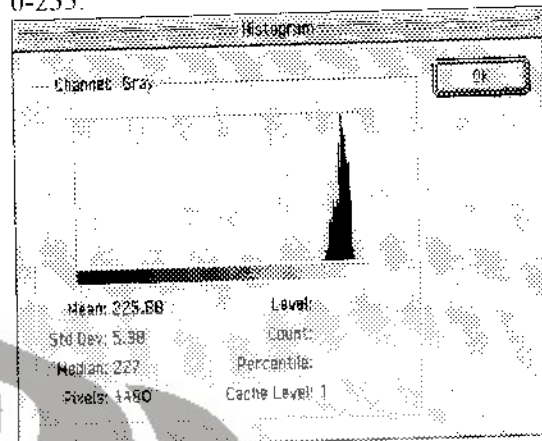 0-255.
Histogram
Channel: Gray
Ok
Mean: 225.88
Level:
Std Dev: 5.38
Count:
Median: 227
Percentile:
Pixels:
Cache Level: 1